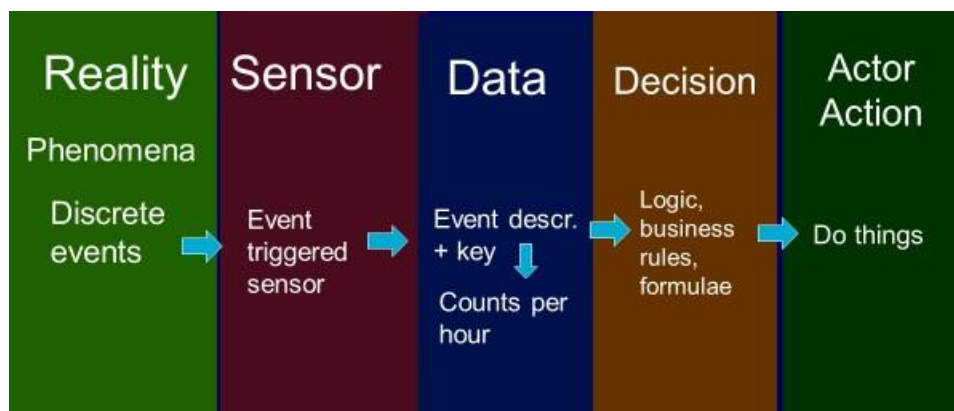 Reality
Phenomena
Discrete
events
Sensor
Event
triggered
sensor
Data
Event descr.
+ key
Counts per
hour
Decision
Logic,
business
rules,
formulae
Actor
Action
Do things